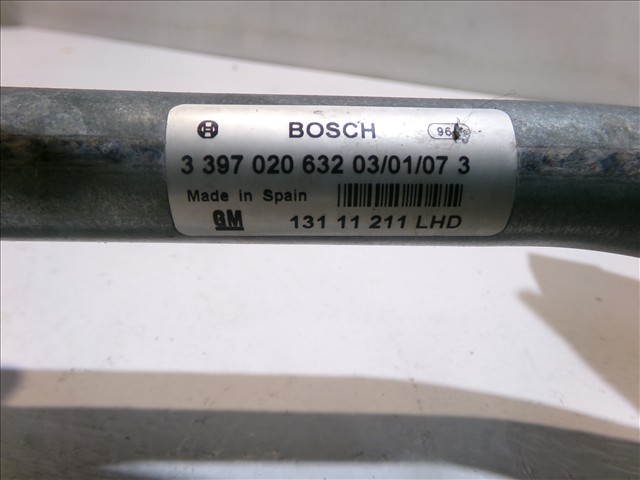 BOSCH
3 397 020 632 03/01/07 3
Made in Spain
GM 131 11 211 LHD